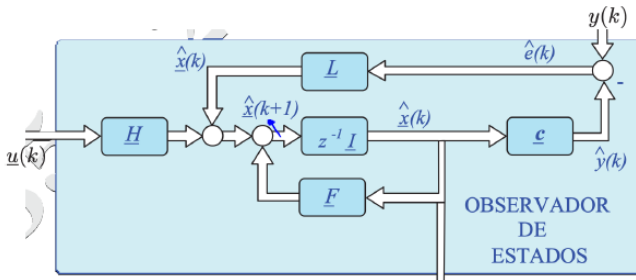 y(k)
x̂(k)
L
ê(k)
-
x̂(k+1)
u(k)
H
z⁻¹ I
x̂(k)
c
ŷ(k)
F
OBSERVADOR
DE
ESTADOS